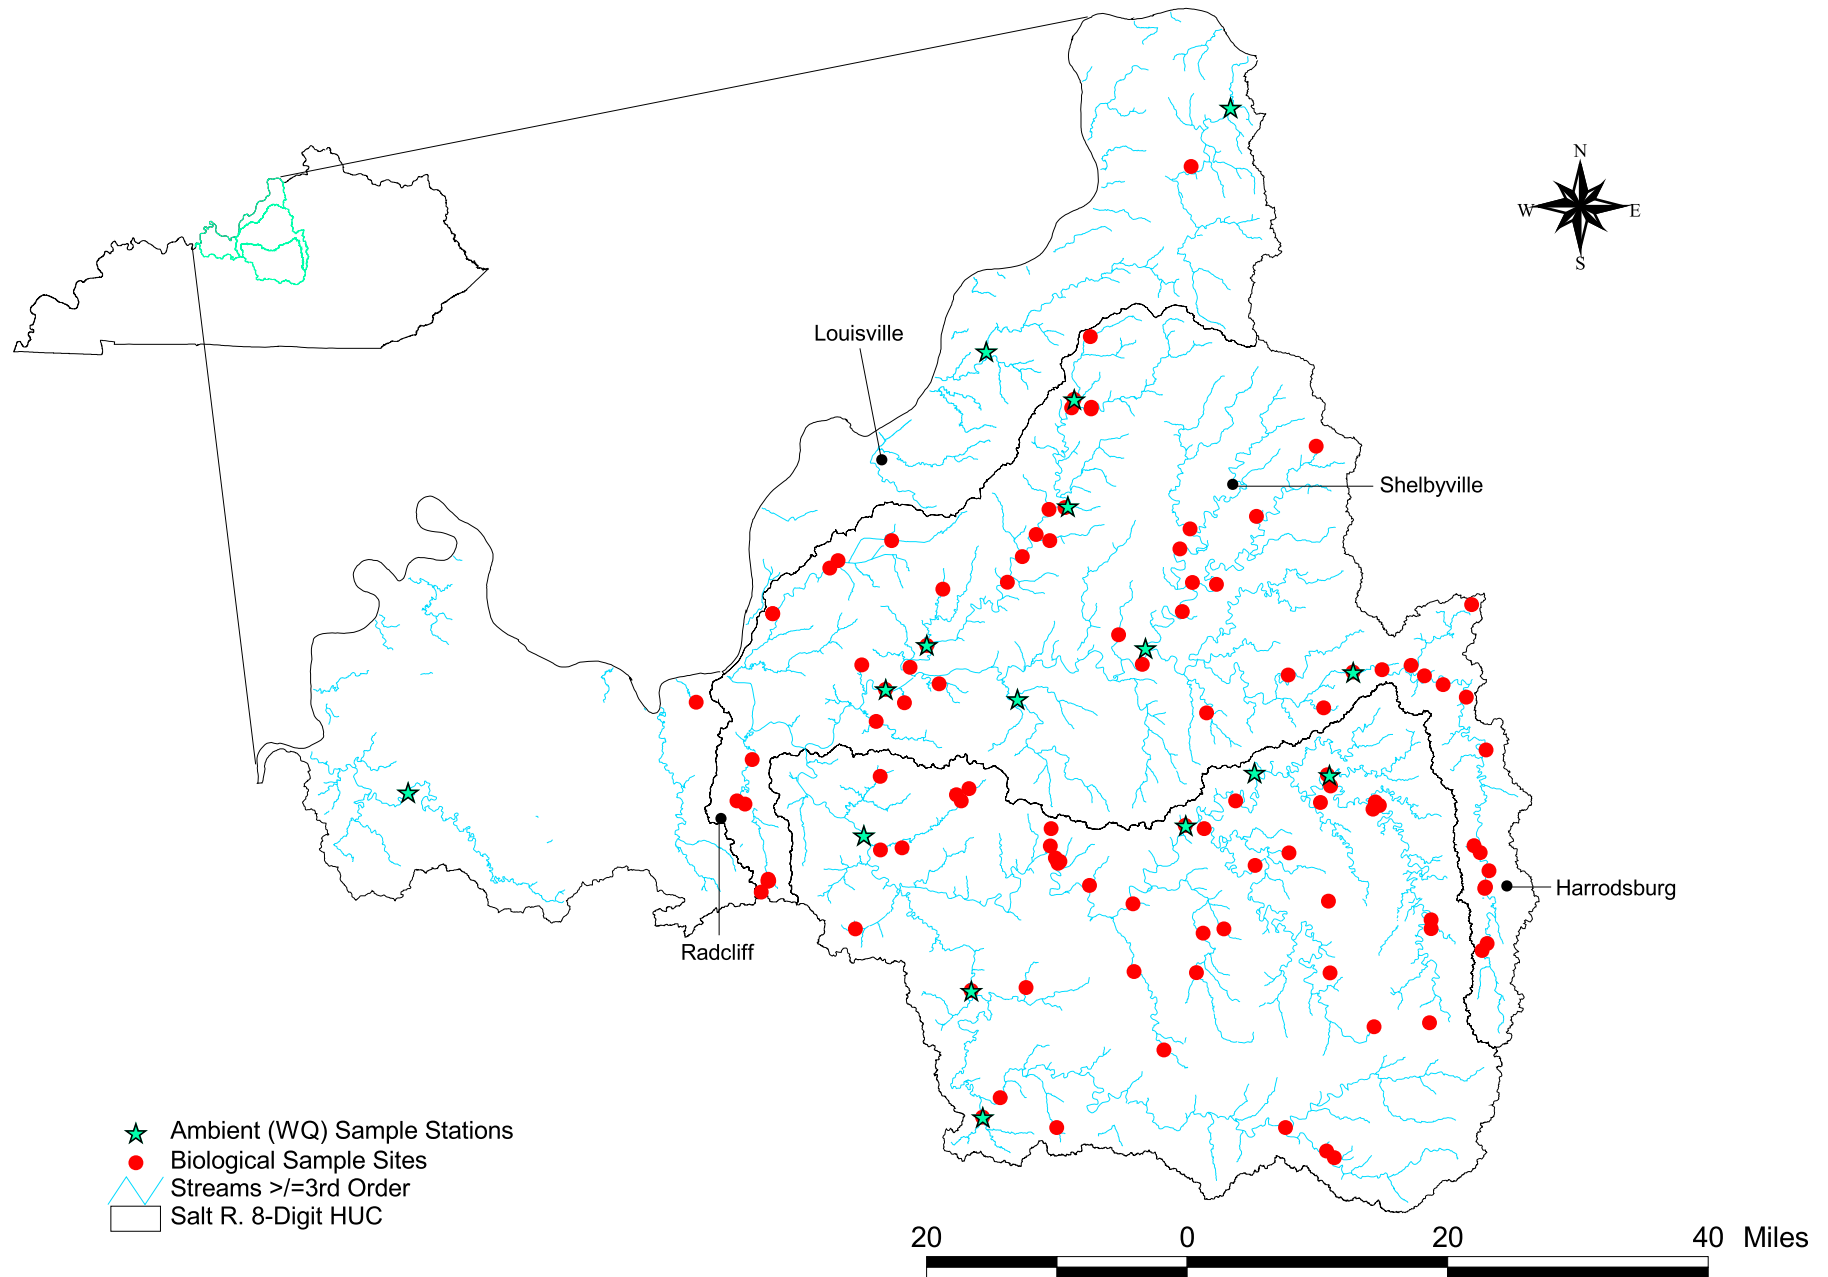 N
W E
S
Louisville
Shelbyville
Harrodsburg
Radcliff
Ambient (WQ) Sample Stations
Biological Sample Sites
Streams >/=3rd Order
Salt R. 8-Digit HUC
20 0 20 40 Miles